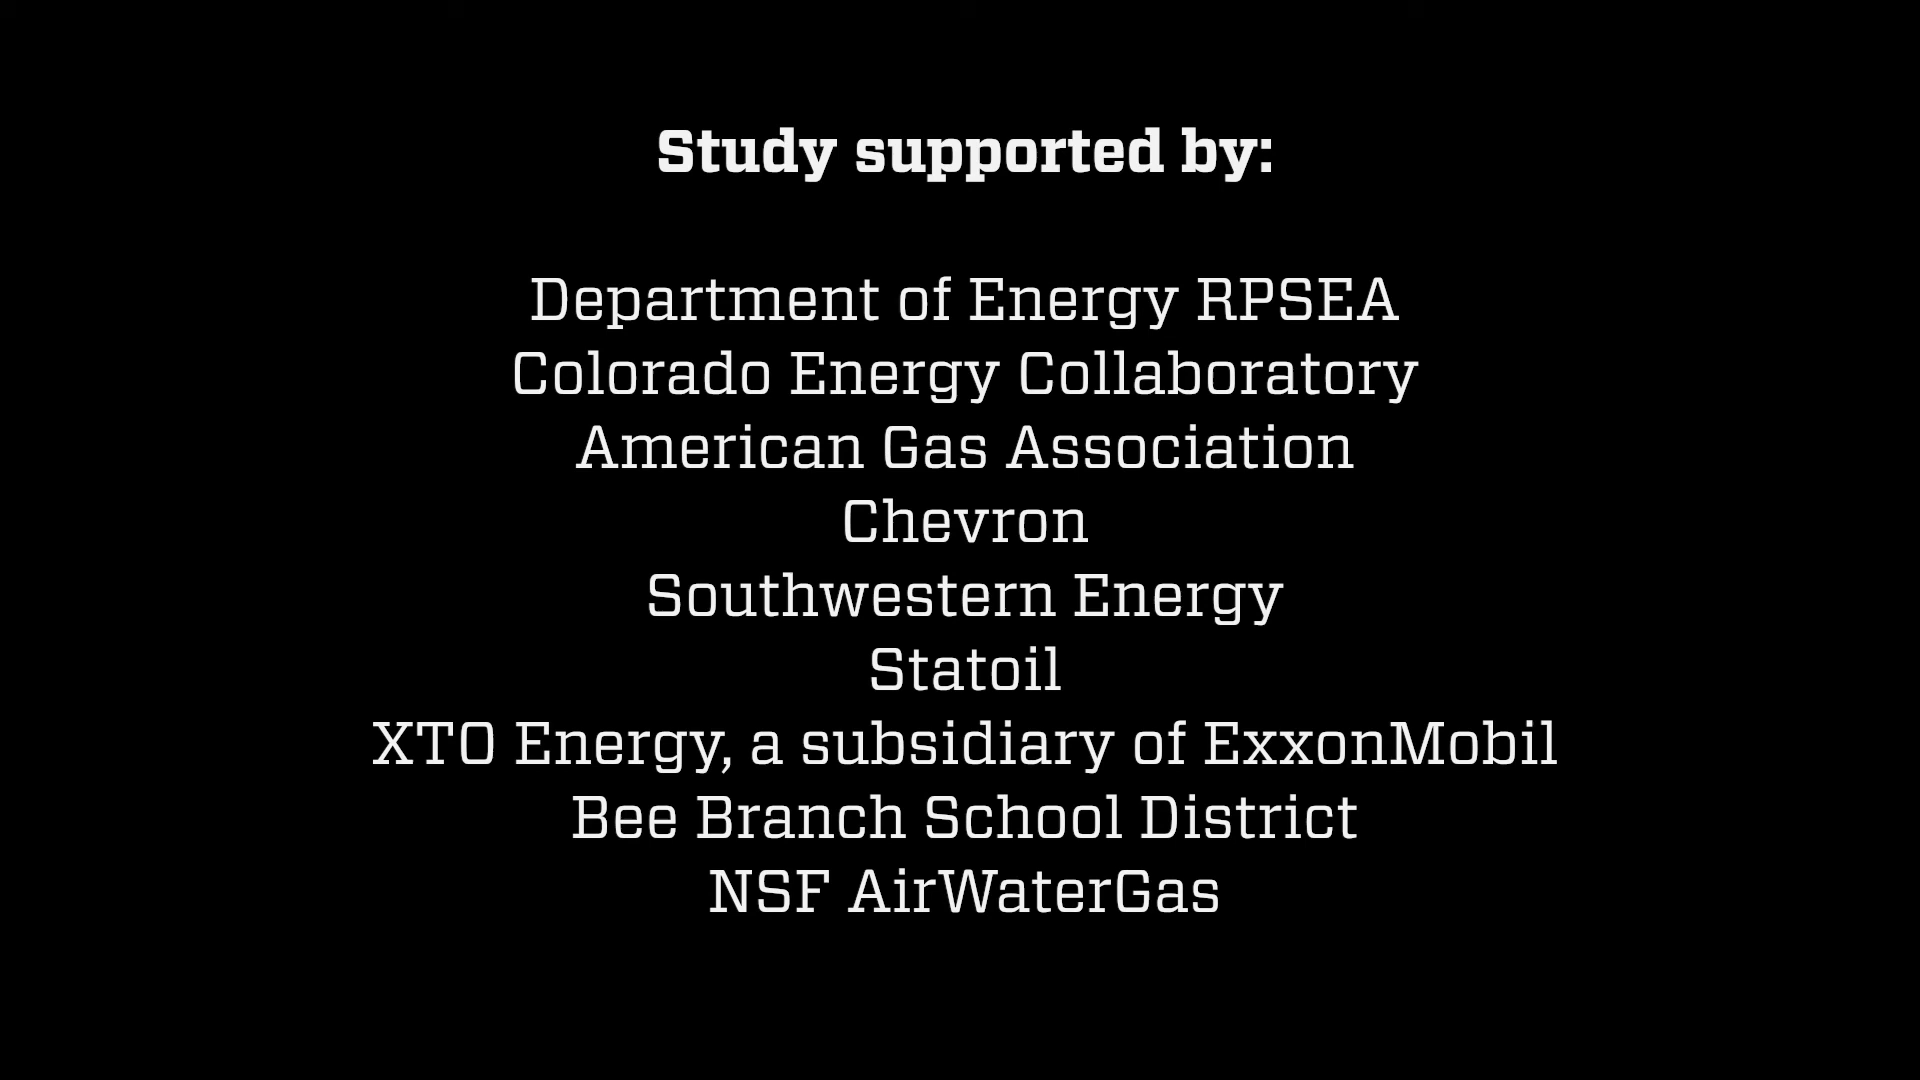 Study supported by:
Department of Energy RPSEA
Colorado Energy Collaboratory
American Gas Association
Chevron
Southwestern Energy
Statoil
XTO Energy, a subsidiary of ExxonMobil
Bee Branch School District
NSF AirWaterGas